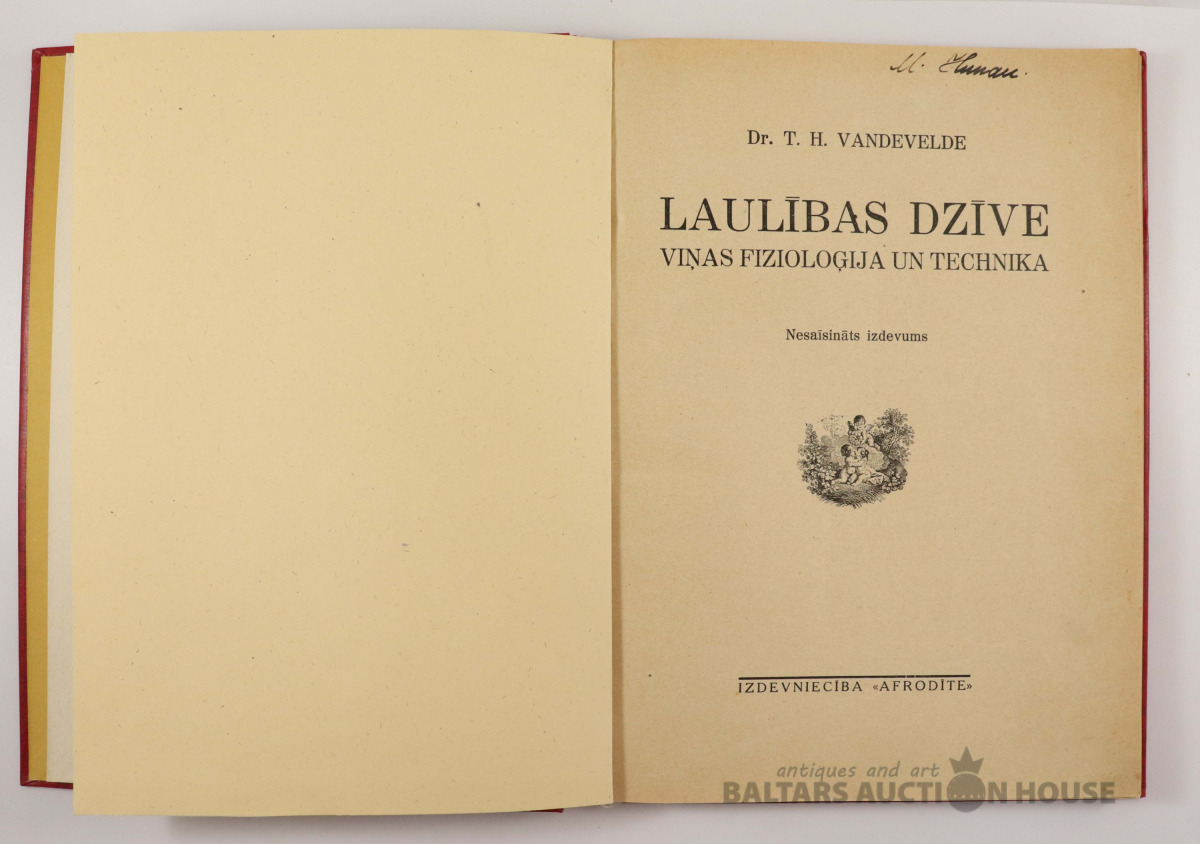 Dr. T. H. VANDEVELDE
LAULĪBAS DZĪVE
VIŅAS FIZIOLOĢIJA UN TECHNIKA
Nesaīsināts izdevums
IZDEVNIECĪBA «AFRODĪTE»
antiques and art
BALTARS AUCTION HOUSE